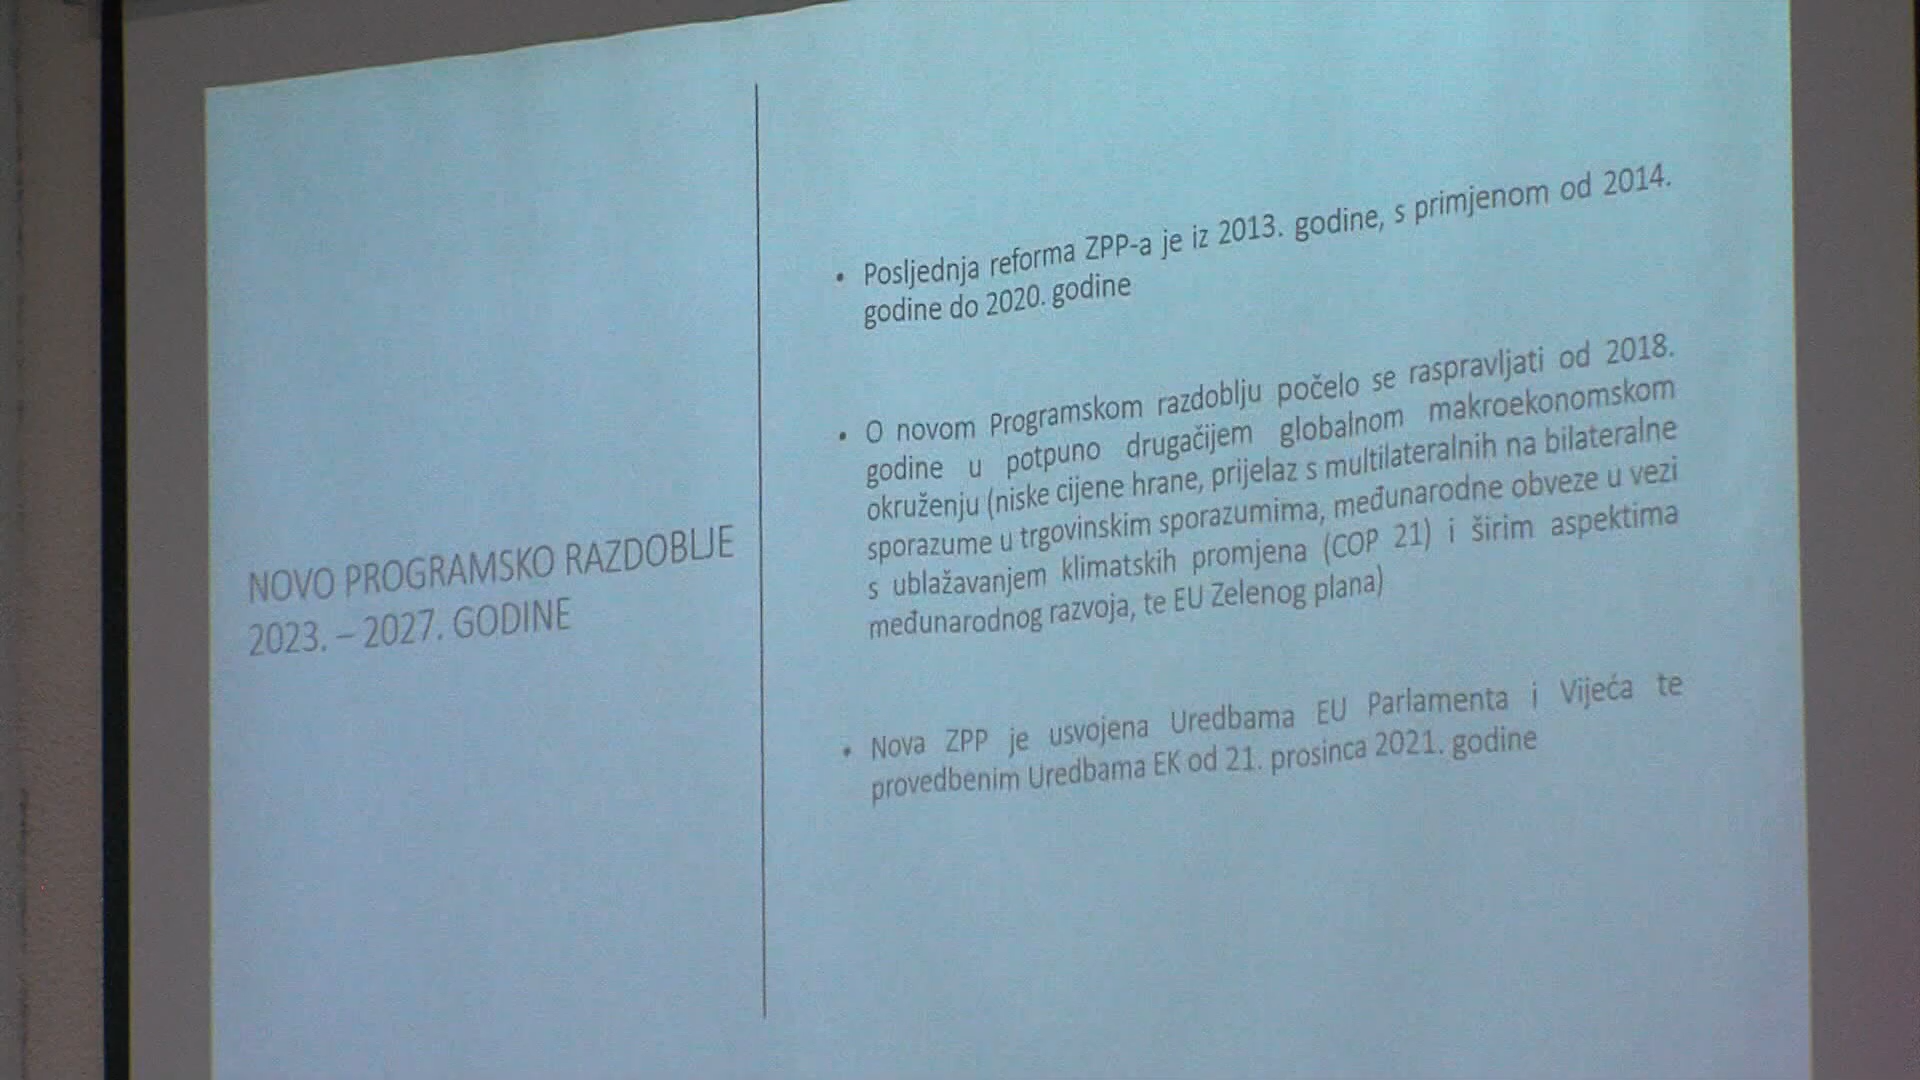 NOVO PROGRAMSKO RAZDOBLJE
2023. – 2027. GODINE
• Posljednja reforma ZPP-a je iz 2013. godine, s primjenom od 2014.
godine do 2020. godine
• O novom Programskom razdoblju počelo se raspravljati od 2018.
godine u potpuno drugačijem globalnom makroekonomskom
okruženju (niske cijene hrane, prijelaz s multilateralnih na bilateralne
sporazume u trgovinskim sporazumima, međunarodne obveze u vezi
s ublažavanjem klimatskih promjena (COP 21) i širim aspektima
međunarodnog razvoja, te EU Zelenog plana)
• Nova ZPP je usvojena Uredbama EU Parlamenta i Vijeća te
provedbenim Uredbama EK od 21. prosinca 2021. godine